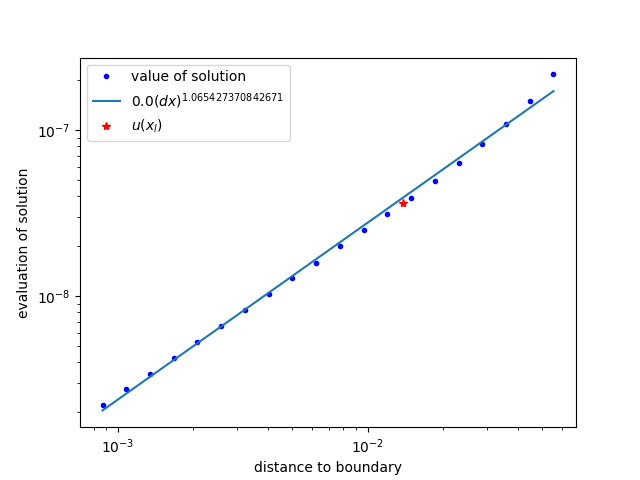 value of solution
0.0(dx)^1.065427370842671
u(x_l)
10^−7
10^−8
evaluation of solution
10^−3
10^−2
distance to boundary